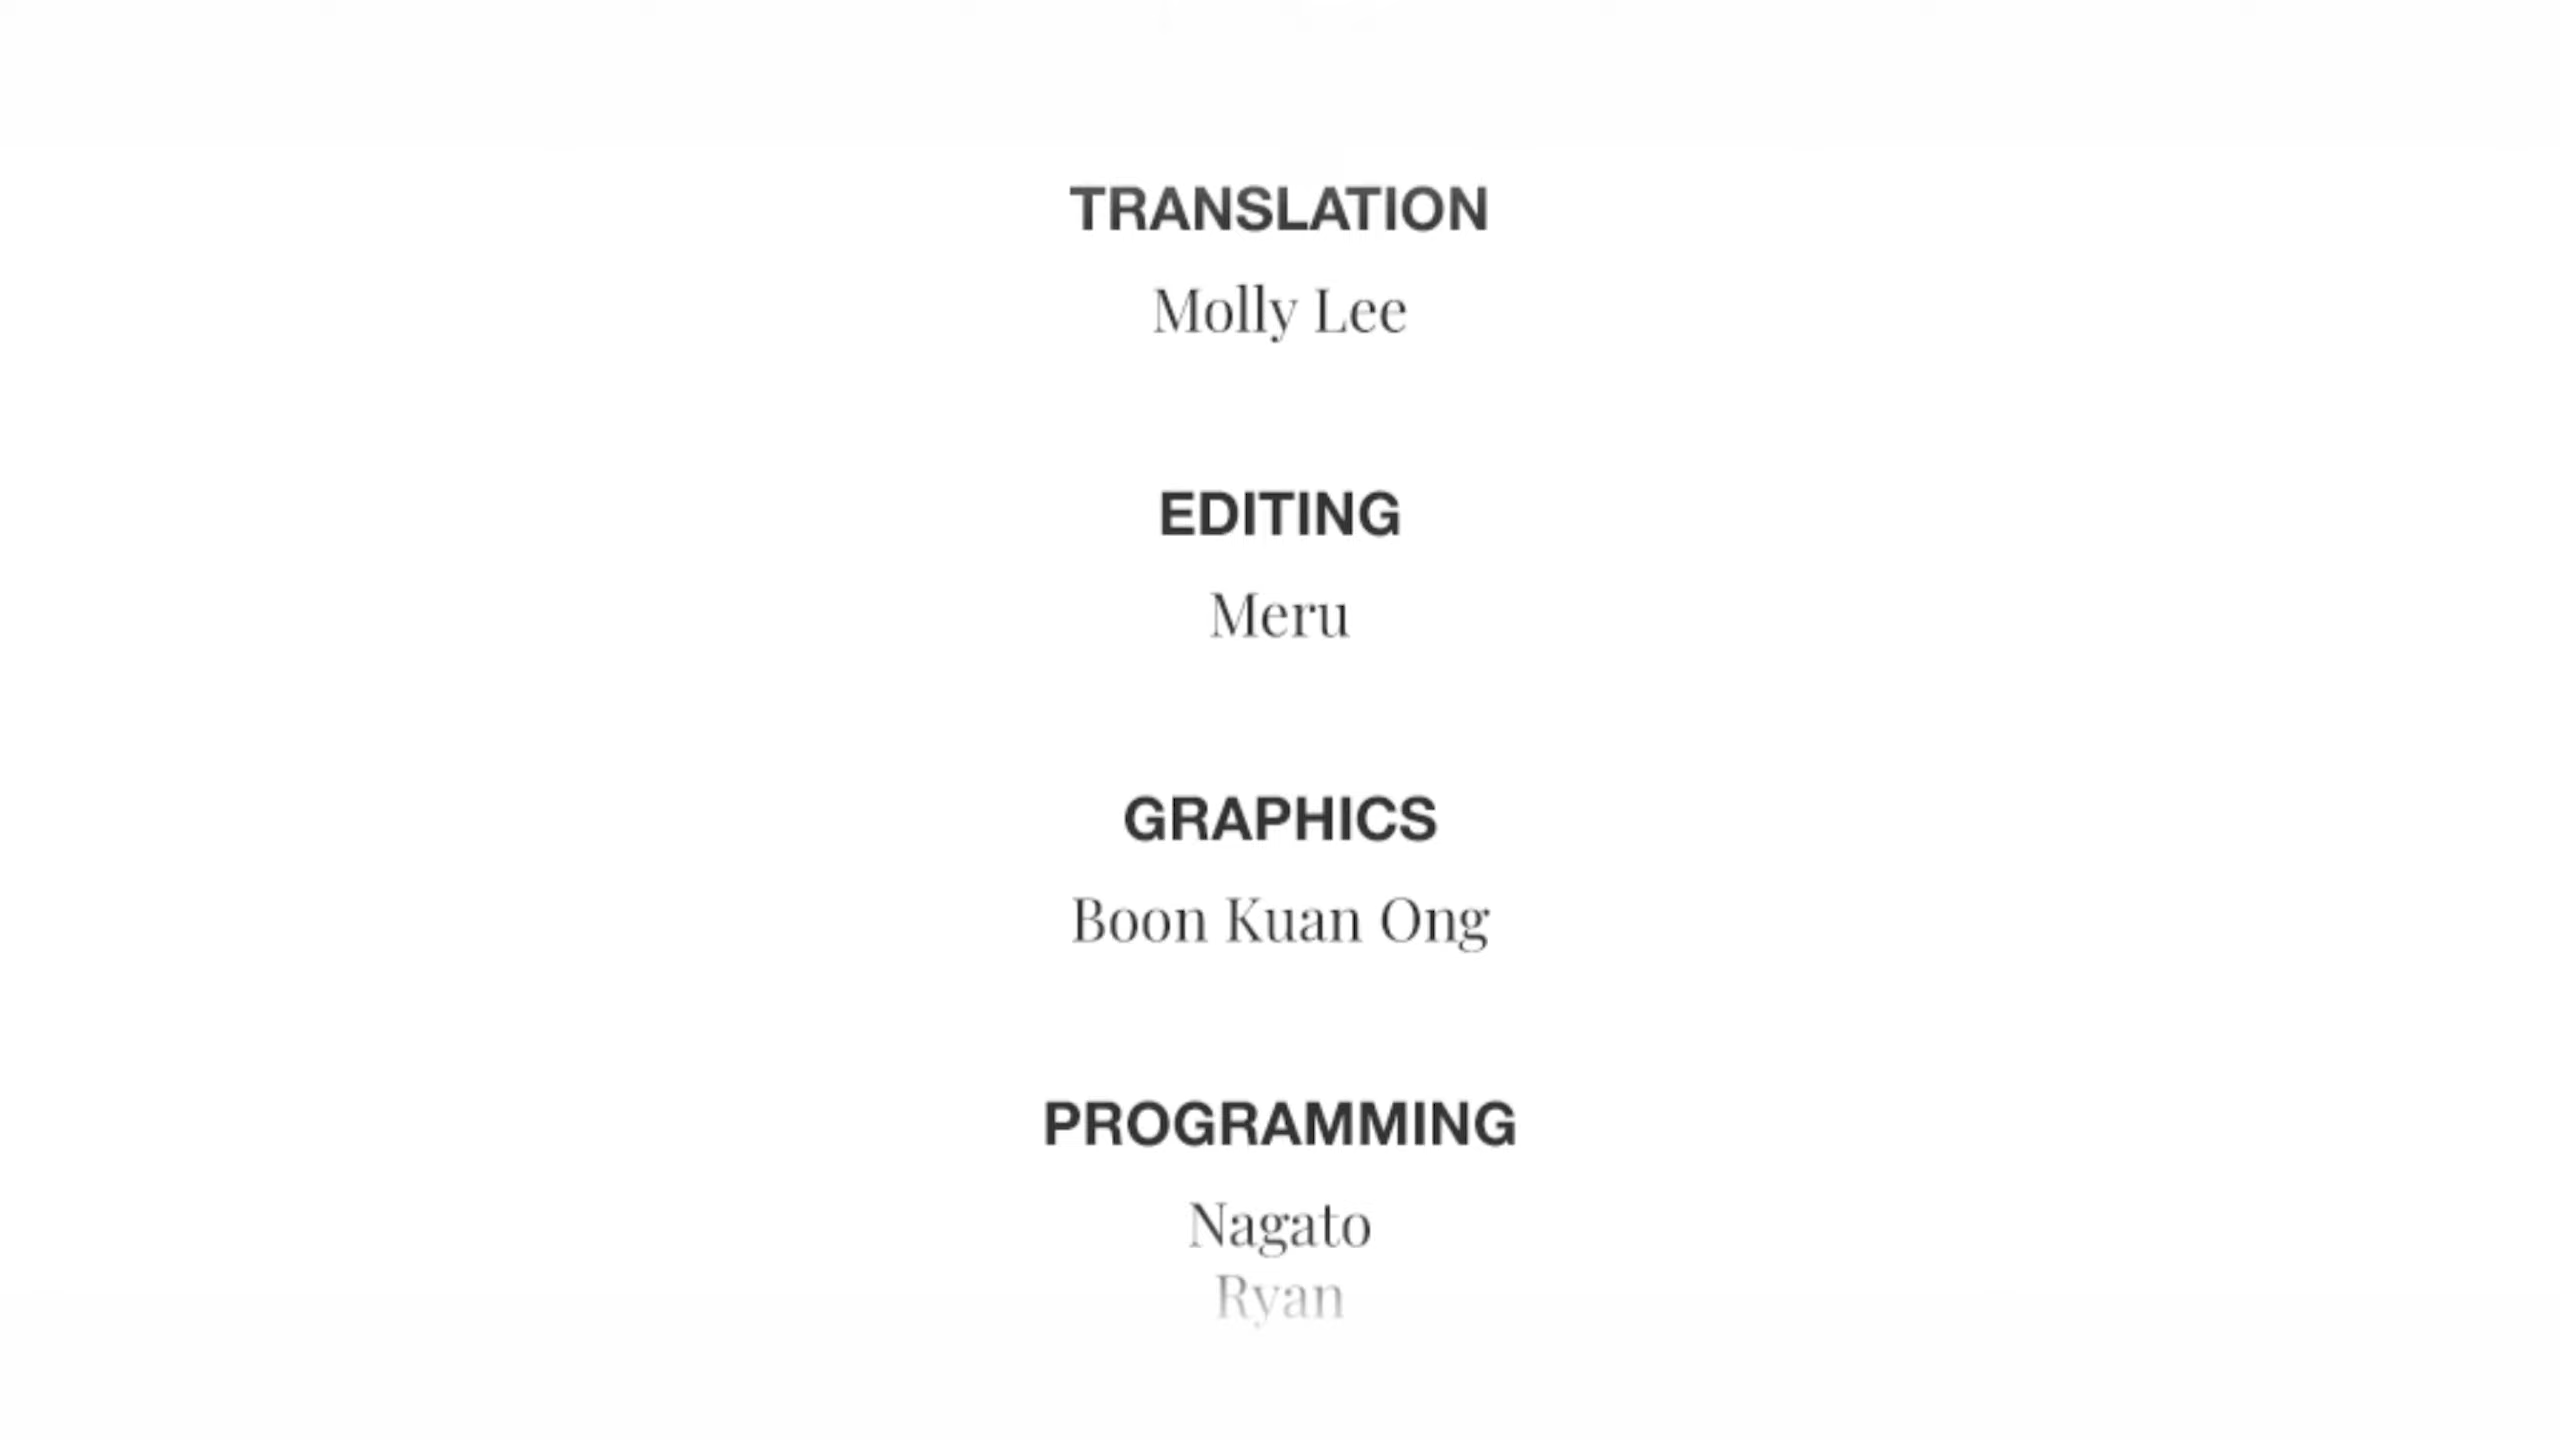 TRANSLATION
Molly Lee
EDITING
Meru
GRAPHICS
Boon Kuan Ong
PROGRAMMING
Nagato
Ryan